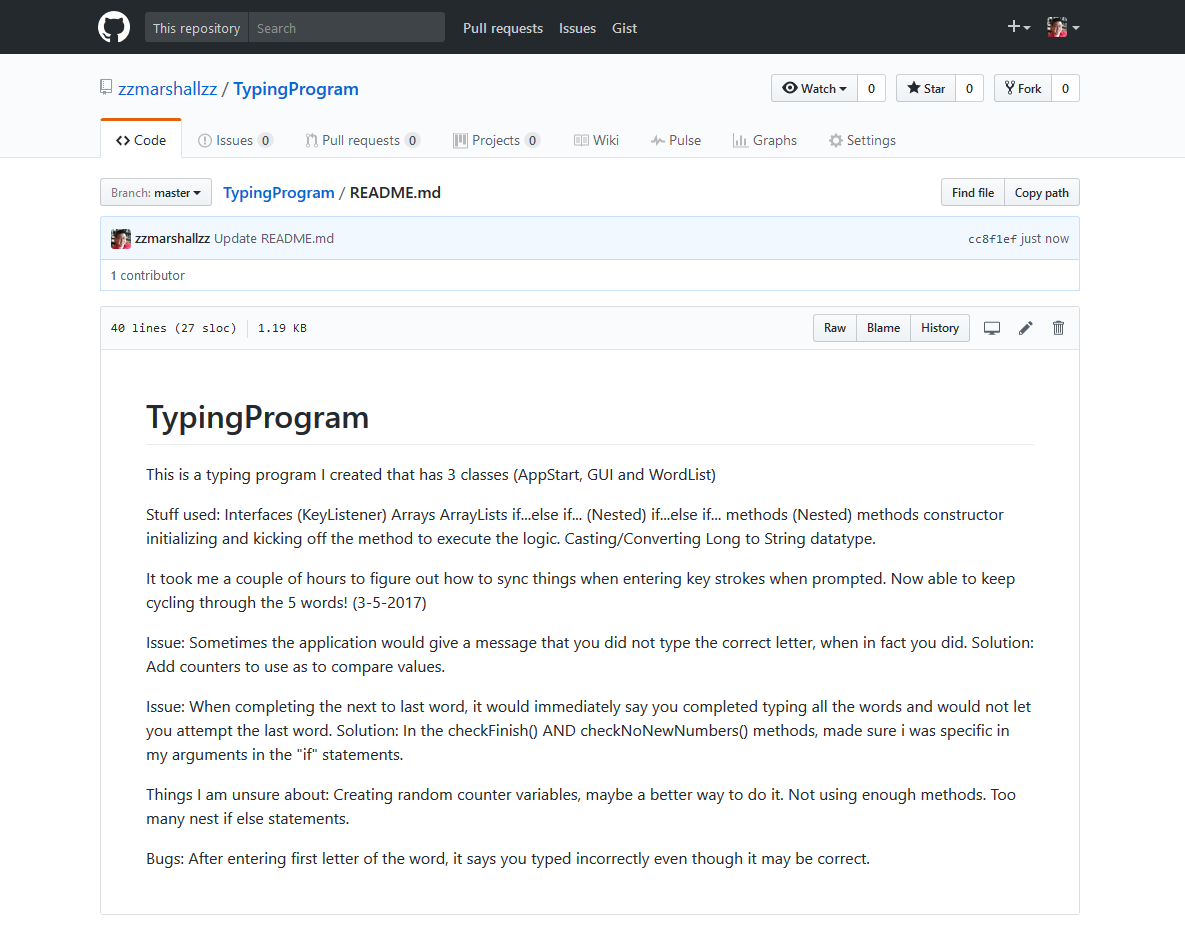 This repository Search Pull requests Issues Gist
zzmarshallzz / TypingProgram Watch 0 Star 0 Fork 0
Code Issues 0 Pull requests 0 Projects 0 Wiki Pulse Graphs Settings
Branch: master TypingProgram / README.md Find file Copy path
zzmarshallzz Update README.md cc8f1ef just now
1 contributor
40 lines (27 sloc) 1.19 KB Raw Blame History
TypingProgram
This is a typing program I created that has 3 classes (AppStart, GUI and WordList)
Stuff used: Interfaces (KeyListener) Arrays ArrayLists if...else if... (Nested) if...else if... methods (Nested) methods constructor
initializing and kicking off the method to execute the logic. Casting/Converting Long to String datatype.
It took me a couple of hours to figure out how to sync things when entering key strokes when prompted. Now able to keep
cycling through the 5 words! (3-5-2017)
Issue: Sometimes the application would give a message that you did not type the correct letter, when in fact you did. Solution:
Add counters to use as to compare values.
Issue: When completing the next to last word, it would immediately say you completed typing all the words and would not let
you attempt the last word. Solution: In the checkFinish() AND checkNoNewNumbers() methods, made sure i was specific in
my arguments in the "if" statements.
Things I am unsure about: Creating random counter variables, maybe a better way to do it. Not using enough methods. Too
many nest if else statements.
Bugs: After entering first letter of the word, it says you typed incorrectly even though it may be correct.